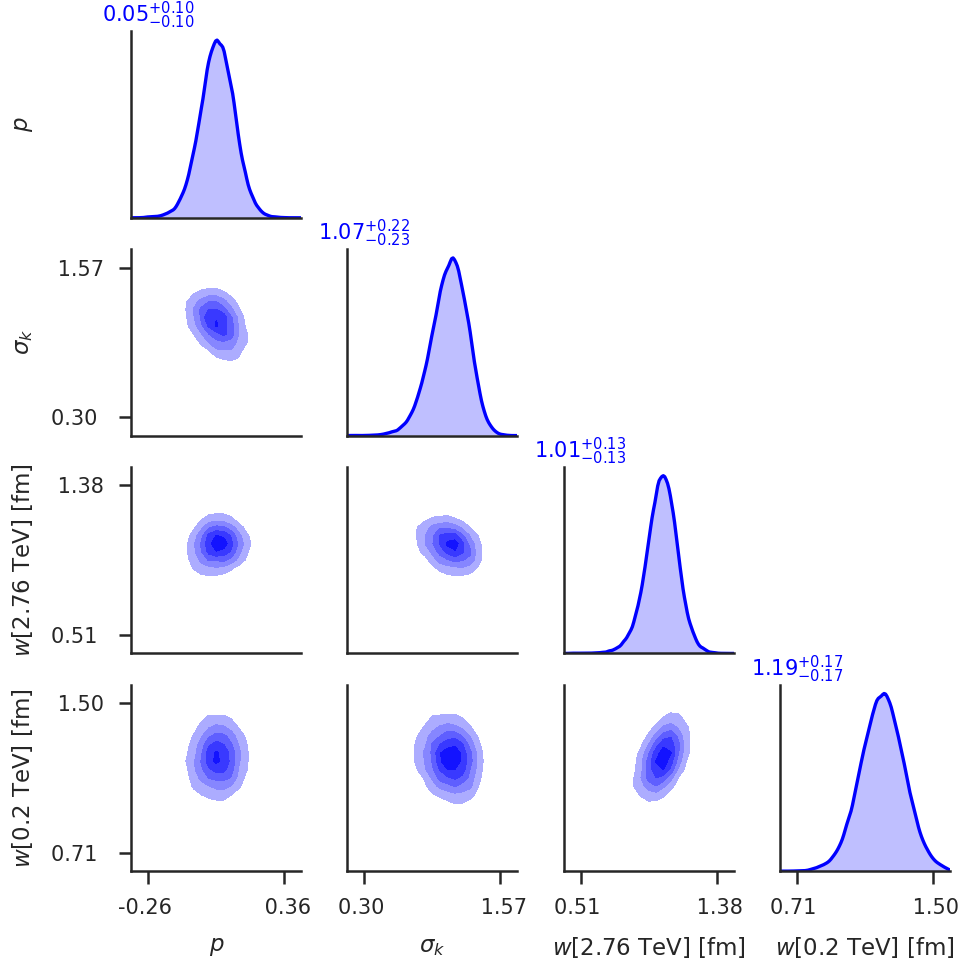 0.05+0.10−0.10
p
1.07+0.22−0.23
1.57
σk
0.30
1.01+0.13−0.13
1.38
w[2.76 TeV] [fm]
0.51
1.19+0.17−0.17
1.50
w[0.2 TeV] [fm]
0.71
-0.26 0.36 0.30 1.57 0.51 1.38 0.71 1.50
p σk w[2.76 TeV] [fm] w[0.2 TeV] [fm]